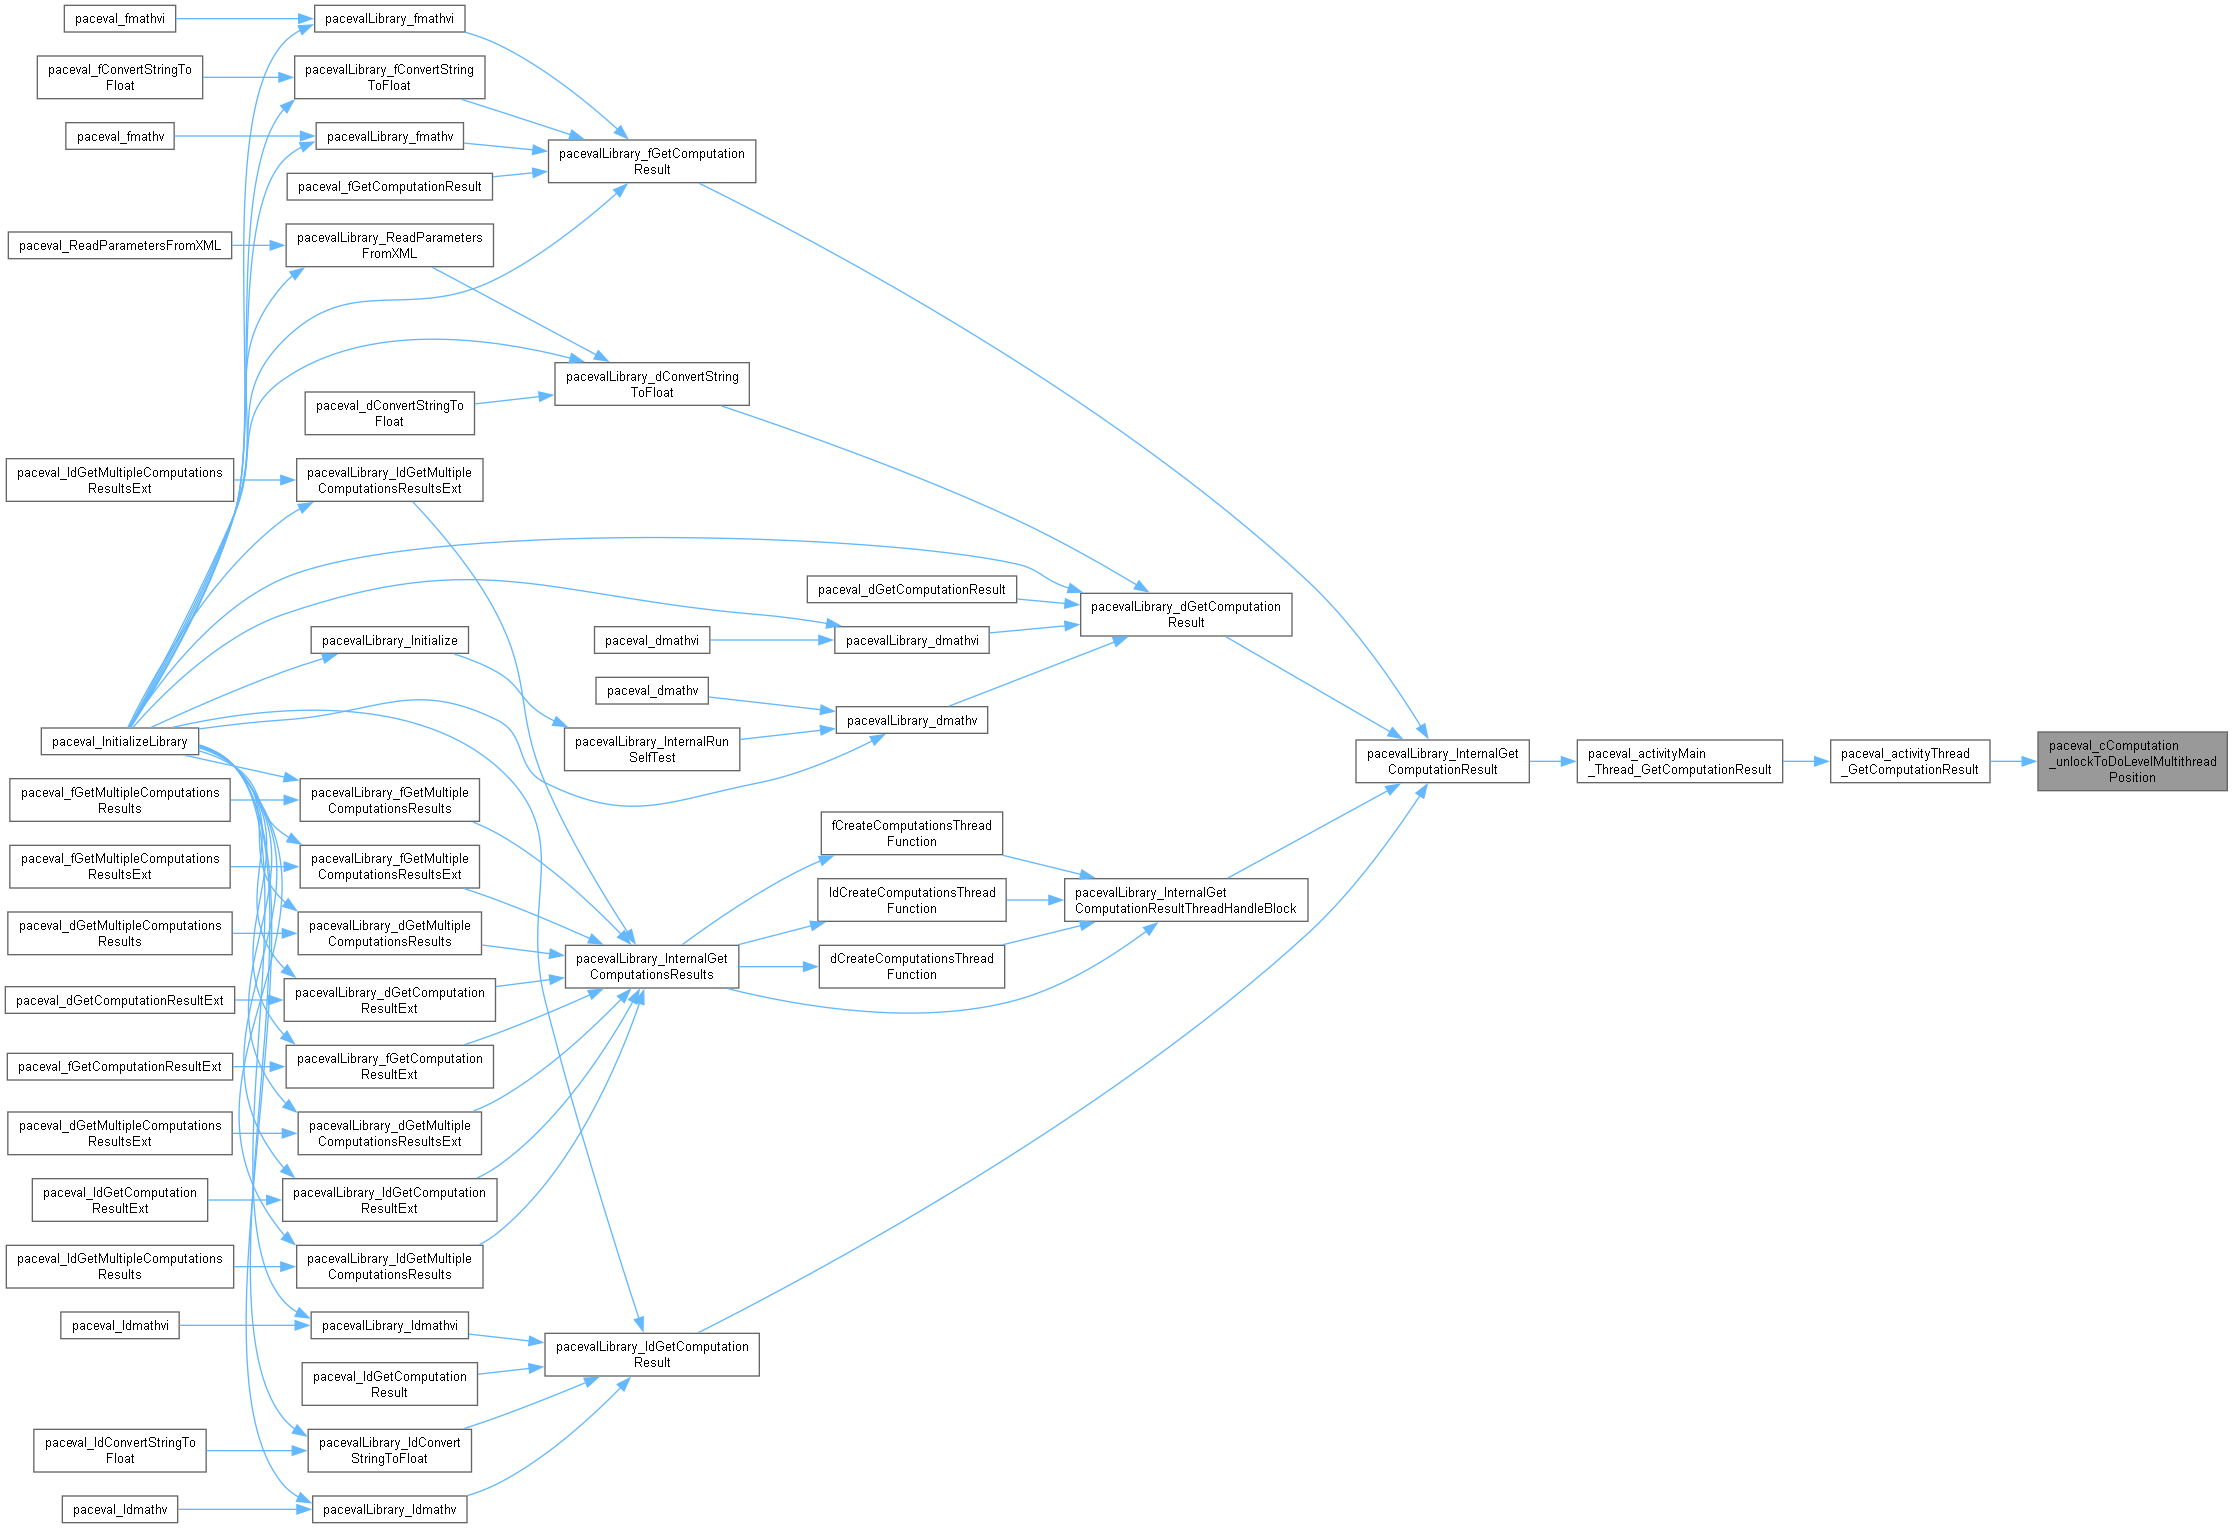 paceval_fmathvi
pacevalLibrary_fmathvi
paceval_fConvertStringTo
Float
pacevalLibrary_fConvertString
ToFloat
paceval_fmathv
pacevalLibrary_fmathv
pacevalLibrary_fGetComputation
Result
paceval_fGetComputationResult
paceval_ReadParametersFromXML
pacevalLibrary_ReadParameters
FromXML
pacevalLibrary_dConvertString
ToFloat
paceval_dConvertStringTo
Float
paceval_ldGetMultipleComputations
ResultsExt
pacevalLibrary_ldGetMultiple
ComputationsResultsExt
paceval_dGetComputationResult
pacevalLibrary_dGetComputation
Result
pacevalLibrary_Initialize
paceval_dmathvi
pacevalLibrary_dmathvi
paceval_dmathv
pacevalLibrary_dmathv
paceval_InitializeLibrary
pacevalLibrary_InternalRun
SelfTest
pacevalLibrary_InternalGet
ComputationResult
paceval_activityMain
_Thread_GetComputationResult
paceval_activityThread
_GetComputationResult
paceval_cComputation
_unlockToDoLevelMultithread
Position
paceval_fGetMultipleComputations
Results
pacevalLibrary_fGetMultiple
ComputationsResults
fCreateComputationsThread
Function
paceval_fGetMultipleComputations
ResultsExt
pacevalLibrary_fGetMultiple
ComputationsResultsExt
ldCreateComputationsThread
Function
pacevalLibrary_InternalGet
ComputationResultThreadHandleBlock
paceval_dGetMultipleComputations
Results
pacevalLibrary_dGetMultiple
ComputationsResults
pacevalLibrary_InternalGet
ComputationsResults
dCreateComputationsThread
Function
paceval_dGetComputationResultExt
pacevalLibrary_dGetComputation
ResultExt
paceval_fGetComputationResultExt
pacevalLibrary_fGetComputation
ResultExt
paceval_dGetMultipleComputations
ResultsExt
pacevalLibrary_dGetMultiple
ComputationsResultsExt
paceval_ldGetComputation
ResultExt
pacevalLibrary_ldGetComputation
ResultExt
paceval_ldGetMultipleComputations
Results
pacevalLibrary_ldGetMultiple
ComputationsResults
paceval_ldmathvi
pacevalLibrary_ldmathvi
pacevalLibrary_ldGetComputation
Result
paceval_ldGetComputation
Result
paceval_ldConvertStringTo
Float
pacevalLibrary_ldConvert
StringToFloat
paceval_ldmathv
pacevalLibrary_ldmathv